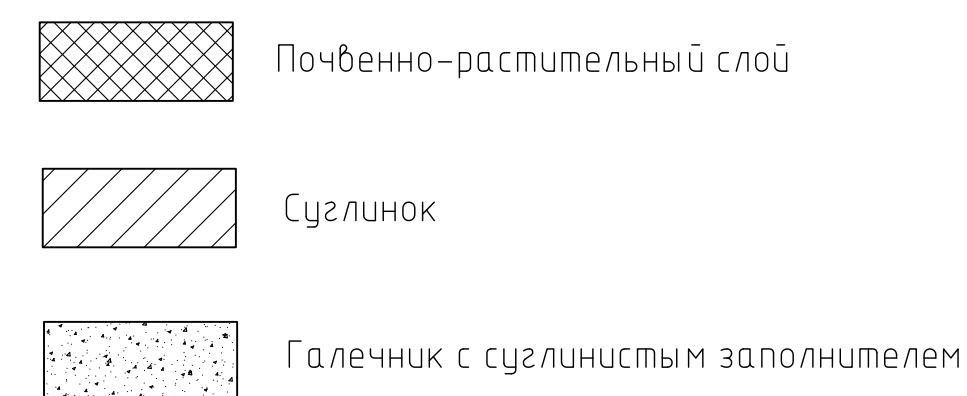 Почвенно-растительный слой
Суглинок
Галечник с суглинистым заполнителем